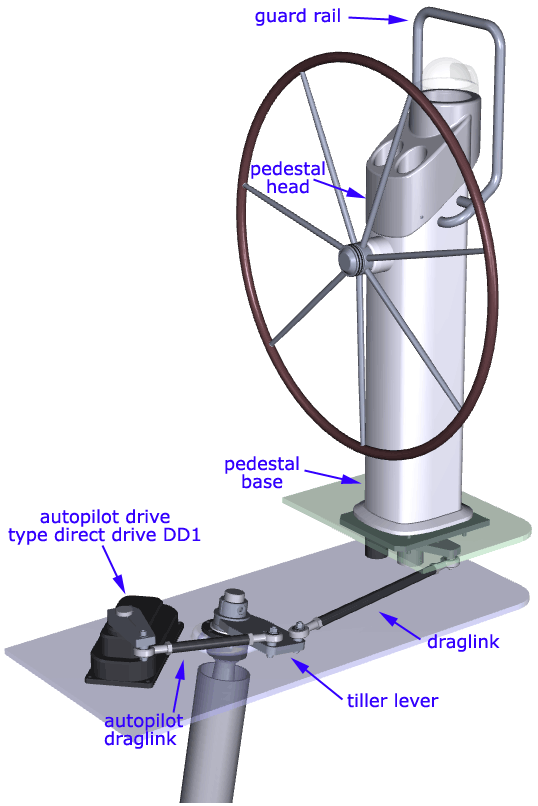 guard rail
pedestal
head
pedestal
base
autopilot drive
type direct drive DD1
draglink
tiller lever
autopilot
draglink